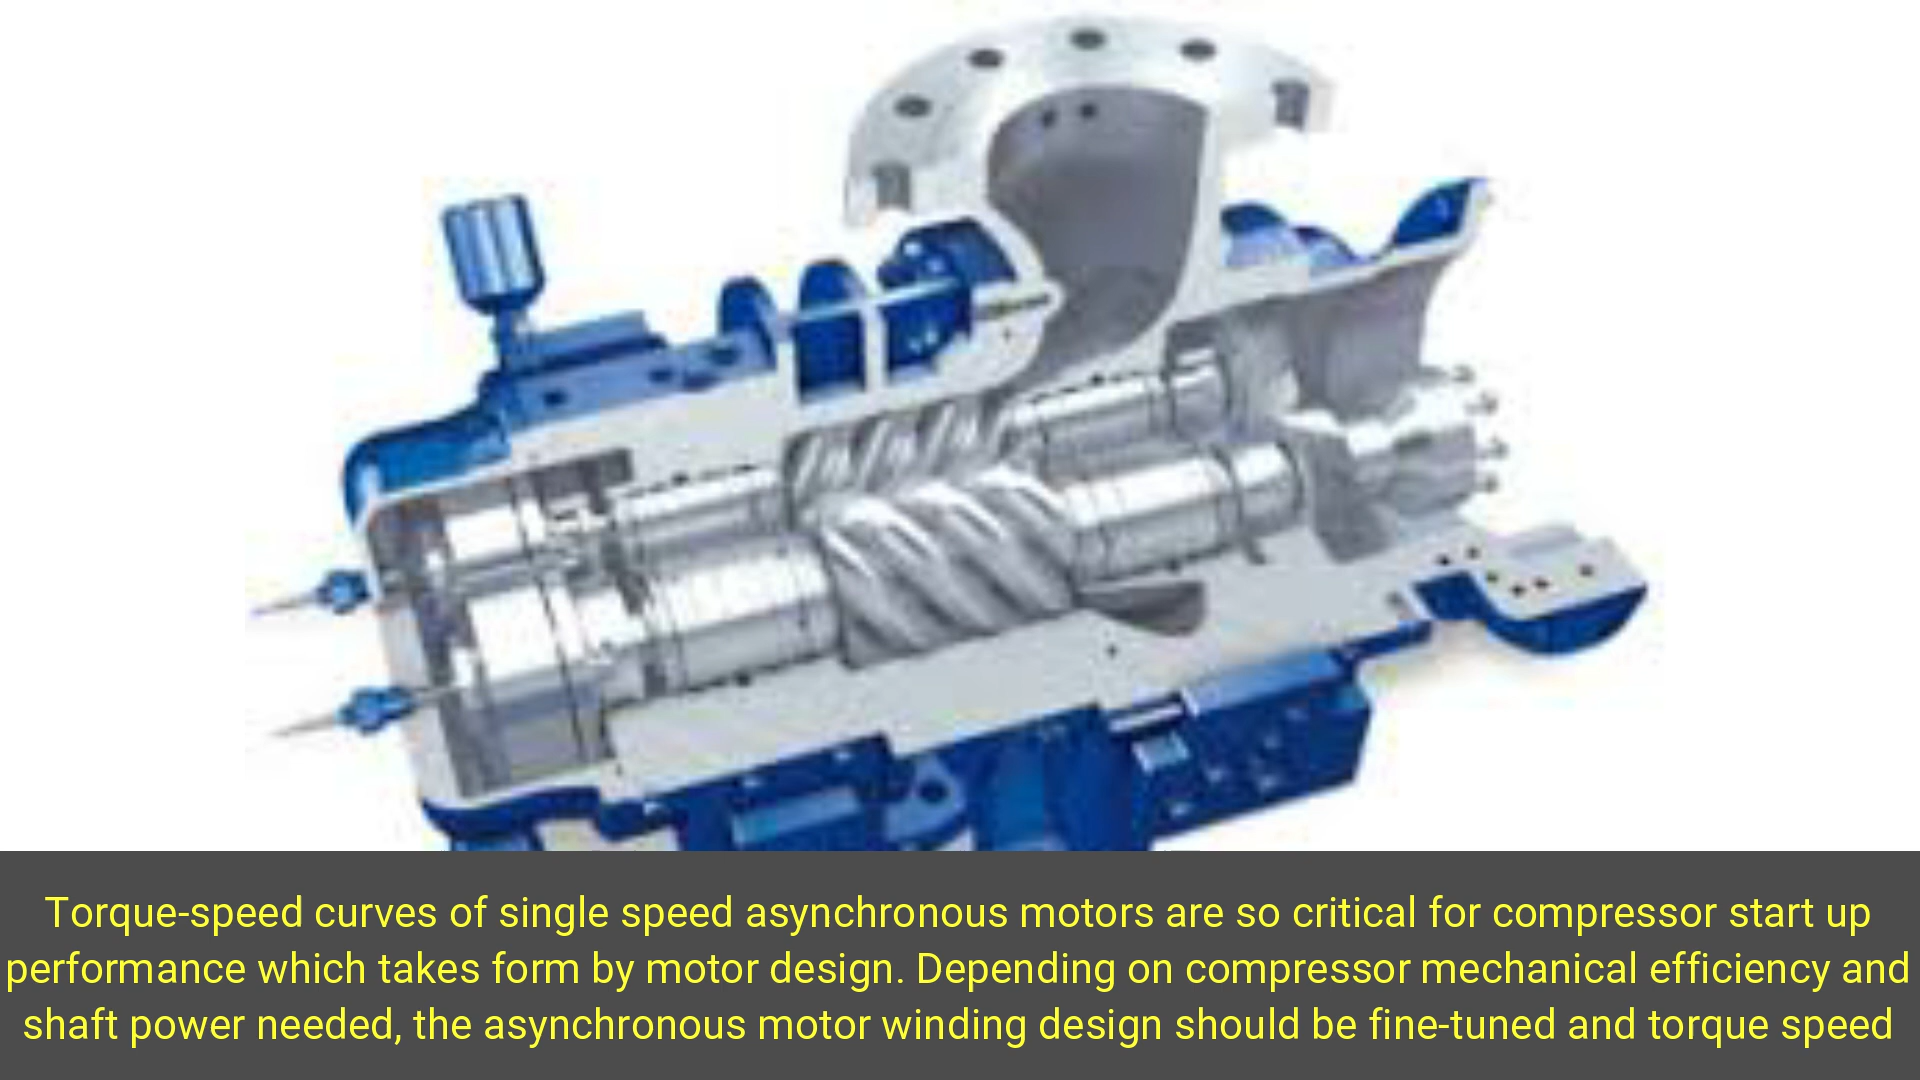 Torque-speed curves of single speed asynchronous motors are so critical for compressor start up
performance which takes form by motor design. Depending on compressor mechanical efficiency and
shaft power needed, the asynchronous motor winding design should be fine-tuned and torque speed